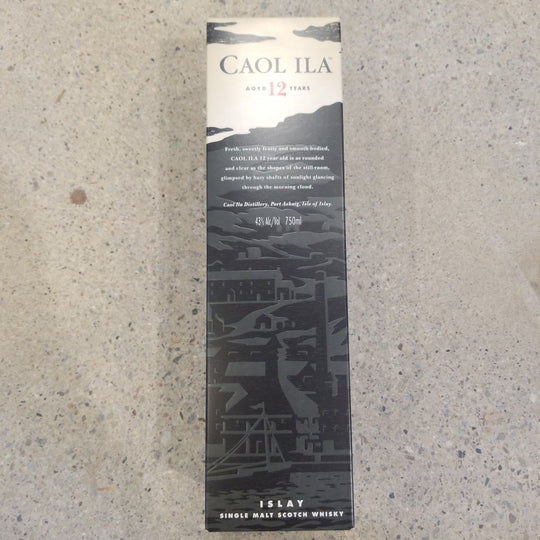 CAOL ILA
AGED 12 YEARS
Fresh, sweetly fruity and smooth-bodied,
CAOL ILA 12 year old is as rounded
and clear as the shapes of the still-room,
glimpsed by hazy shafts of sunlight glancing
through the morning cloud.
Caol Ila Distillery, Port Askaig, Isle of Islay.
43% Alc/Vol 750ml
ISLAY
SINGLE MALT SCOTCH WHISKY